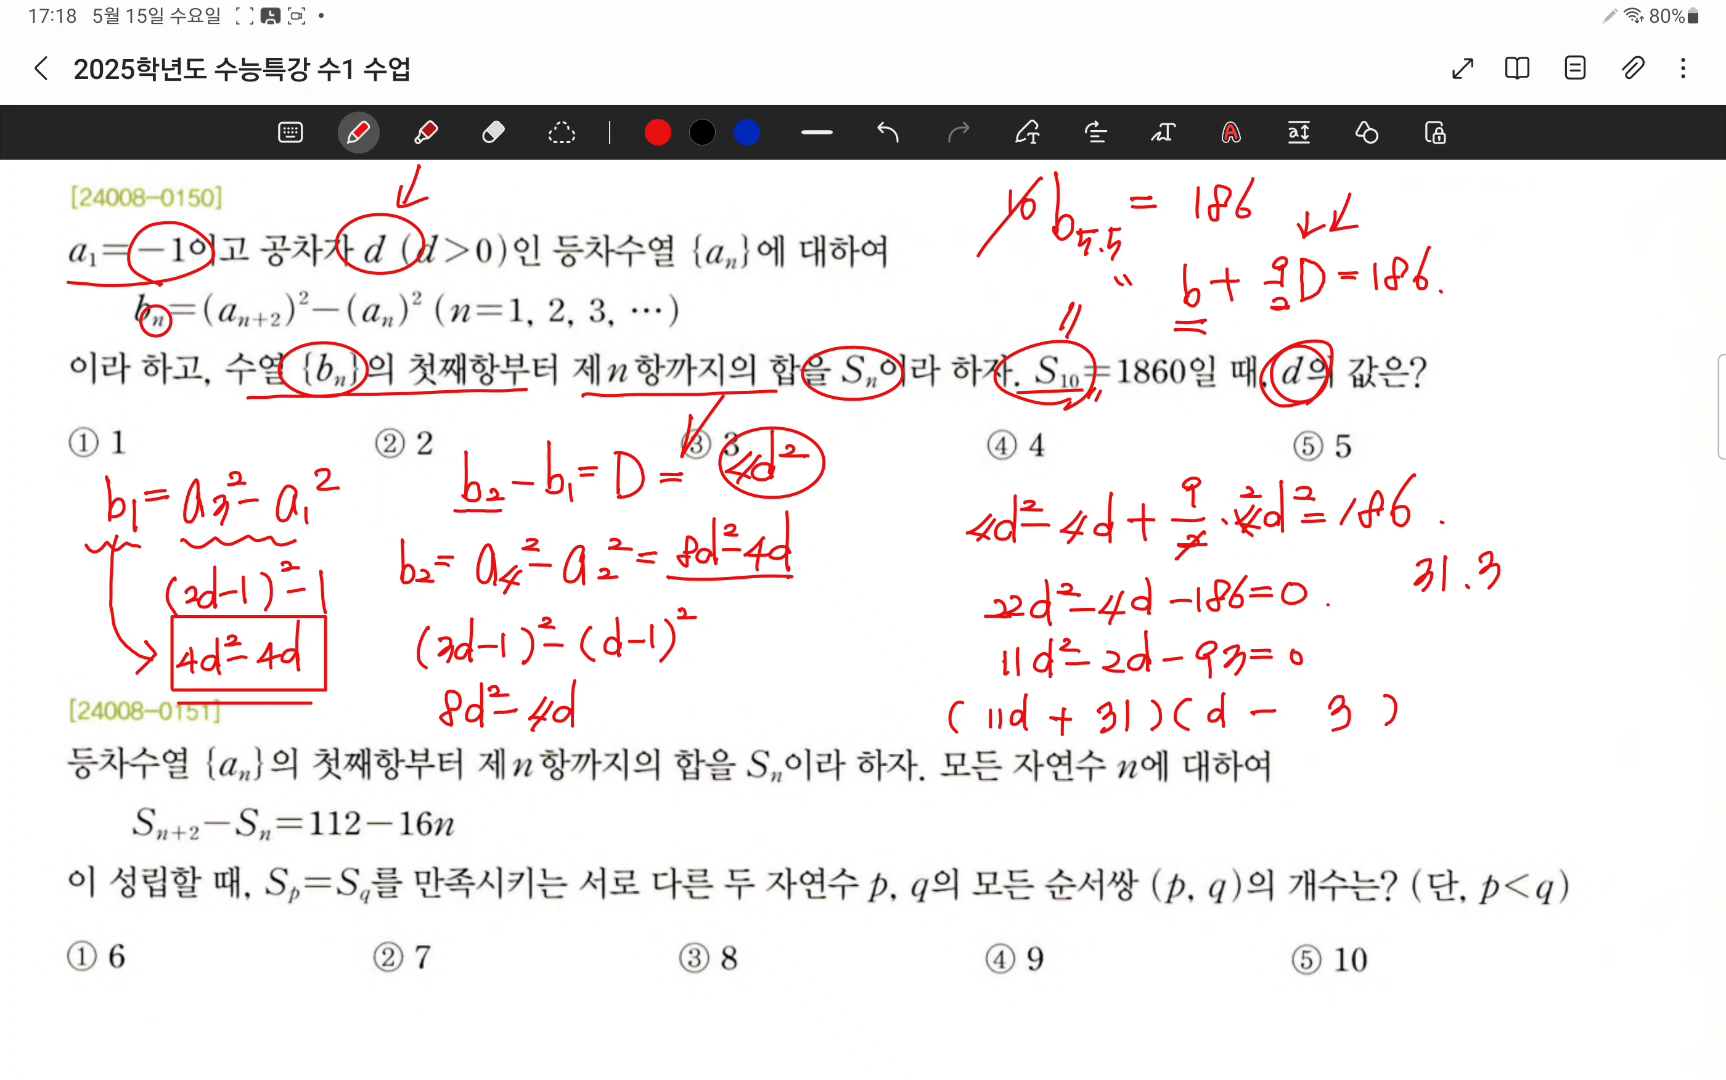 17:18 5월 15일 수요일
80%
2025학년도 수능특강 수1 수업
[24008-0150]
a₁=-1이고 공차가 d (d>0)인 등차수열 {aₙ}에 대하여
bₙ=(aₙ₊₂)²-(aₙ)² (n=1, 2, 3, ⋯)
이라 하고, 수열 {bₙ}의 첫째항부터 제n항까지의 합을 Sₙ이라 하자. S₁₀=1860일 때, d의 값은?
① 1 ② 2 ③ 3 ④ 4 ⑤ 5
10 b₅.₅ = 186
b + 9/2 D = 186.
b₁ = a₃² - a₁²
(2d-1)² - 1
4d² - 4d
b₂ - b₁ = D = 4d²
b₂ = a₄² - a₂² = 8d² - 4d
(3d-1)² - (d-1)²
8d² - 4d
4d² - 4d + 9/2 · 4d² = 186.
2
31.3
22d² - 4d - 186 = 0.
11d² - 2d - 93 = 0
(11d + 31)(d - 3)
[24008-0151]
등차수열 {aₙ}의 첫째항부터 제n항까지의 합을 Sₙ이라 하자. 모든 자연수 n에 대하여
Sₙ₊₂-Sₙ=112-16n
이 성립할 때, Sₚ=S_q를 만족시키는 서로 다른 두 자연수 p, q의 모든 순서쌍 (p, q)의 개수는? (단, p<q)
① 6 ② 7 ③ 8 ④ 9 ⑤ 10